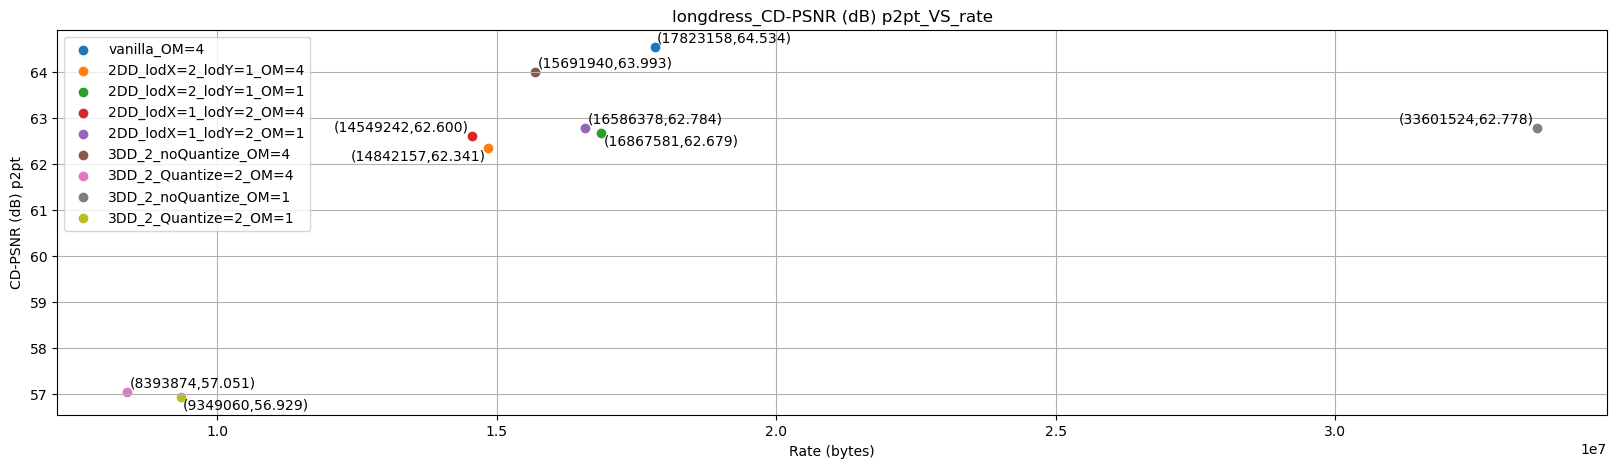 longdress_CD-PSNR (dB) p2pt_VS_rate
vanilla_OM=4
2DD_lodX=2_lodY=1_OM=4
2DD_lodX=2_lodY=1_OM=1
2DD_lodX=1_lodY=2_OM=4
2DD_lodX=1_lodY=2_OM=1
3DD_2_noQuantize_OM=4
3DD_2_Quantize=2_OM=4
3DD_2_noQuantize_OM=1
3DD_2_Quantize=2_OM=1
(17823158,64.534)
(15691940,63.993)
(14549242,62.600)
(16586378,62.784)
(33601524,62.778)
(16867581,62.679)
(14842157,62.341)
(8393874,57.051)
(9349060,56.929)
CD-PSNR (dB) p2pt
64
63
62
61
60
59
58
57
1.0
1.5
2.0
2.5
3.0
1e7
Rate (bytes)